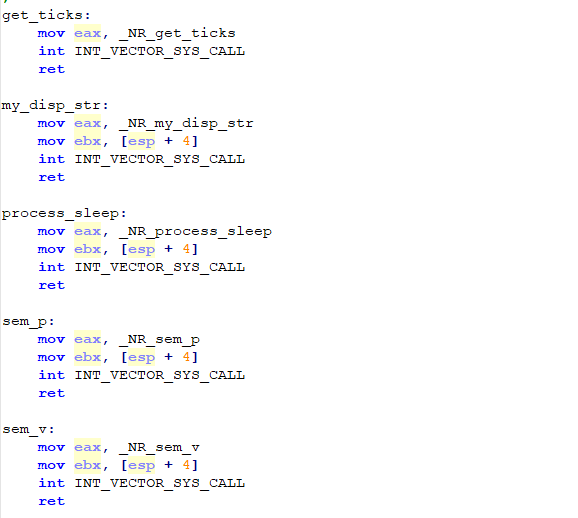 get_ticks:
mov eax, _NR_get_ticks
int INT_VECTOR_SYS_CALL
ret
my_disp_str:
mov eax, _NR_my_disp_str
mov ebx, [esp + 4]
int INT_VECTOR_SYS_CALL
ret
process_sleep:
mov eax, _NR_process_sleep
mov ebx, [esp + 4]
int INT_VECTOR_SYS_CALL
ret
sem_p:
mov eax, _NR_sem_p
mov ebx, [esp + 4]
int INT_VECTOR_SYS_CALL
ret
sem_v:
mov eax, _NR_sem_v
mov ebx, [esp + 4]
int INT_VECTOR_SYS_CALL
ret